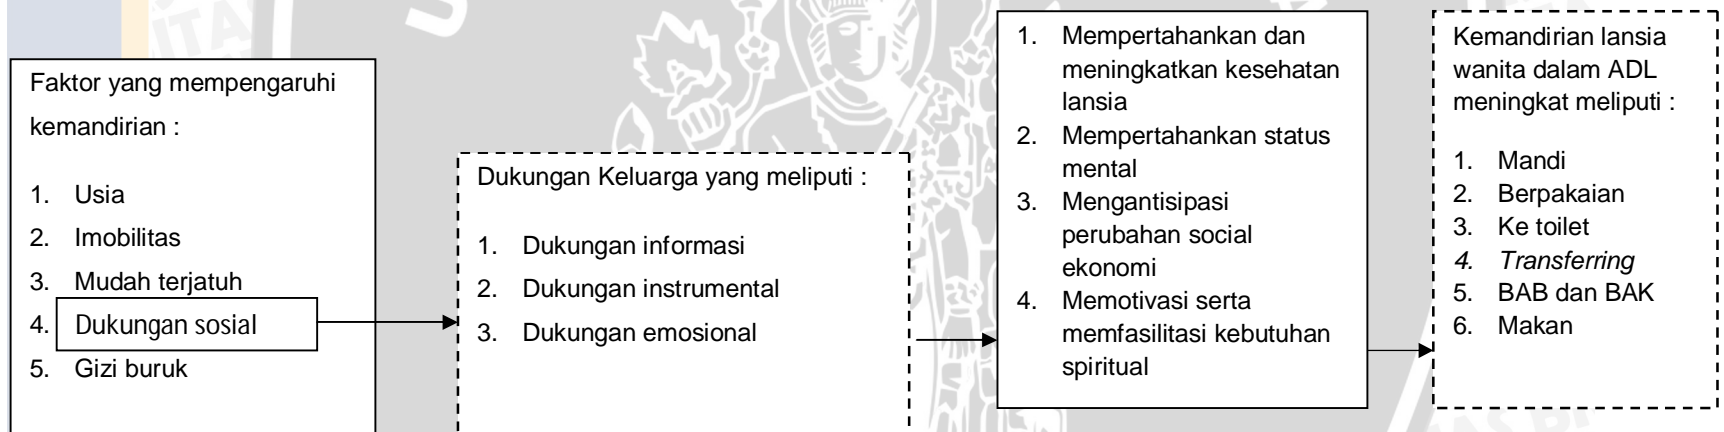 Faktor yang mempengaruhi
kemandirian :
1. Usia
2. Imobilitas
3. Mudah terjatuh
4. Dukungan sosial
5. Gizi buruk
Dukungan Keluarga yang meliputi :
1. Dukungan informasi
2. Dukungan instrumental
3. Dukungan emosional
1. Mempertahankan dan
meningkatkan kesehatan
lansia
2. Mempertahankan status
mental
3. Mengantisipasi
perubahan social
ekonomi
4. Memotivasi serta
memfasilitasi kebutuhan
spiritual
Kemandirian lansia
wanita dalam ADL
meningkat meliputi :
1. Mandi
2. Berpakaian
3. Ke toilet
4. Transferring
5. BAB dan BAK
6. Makan